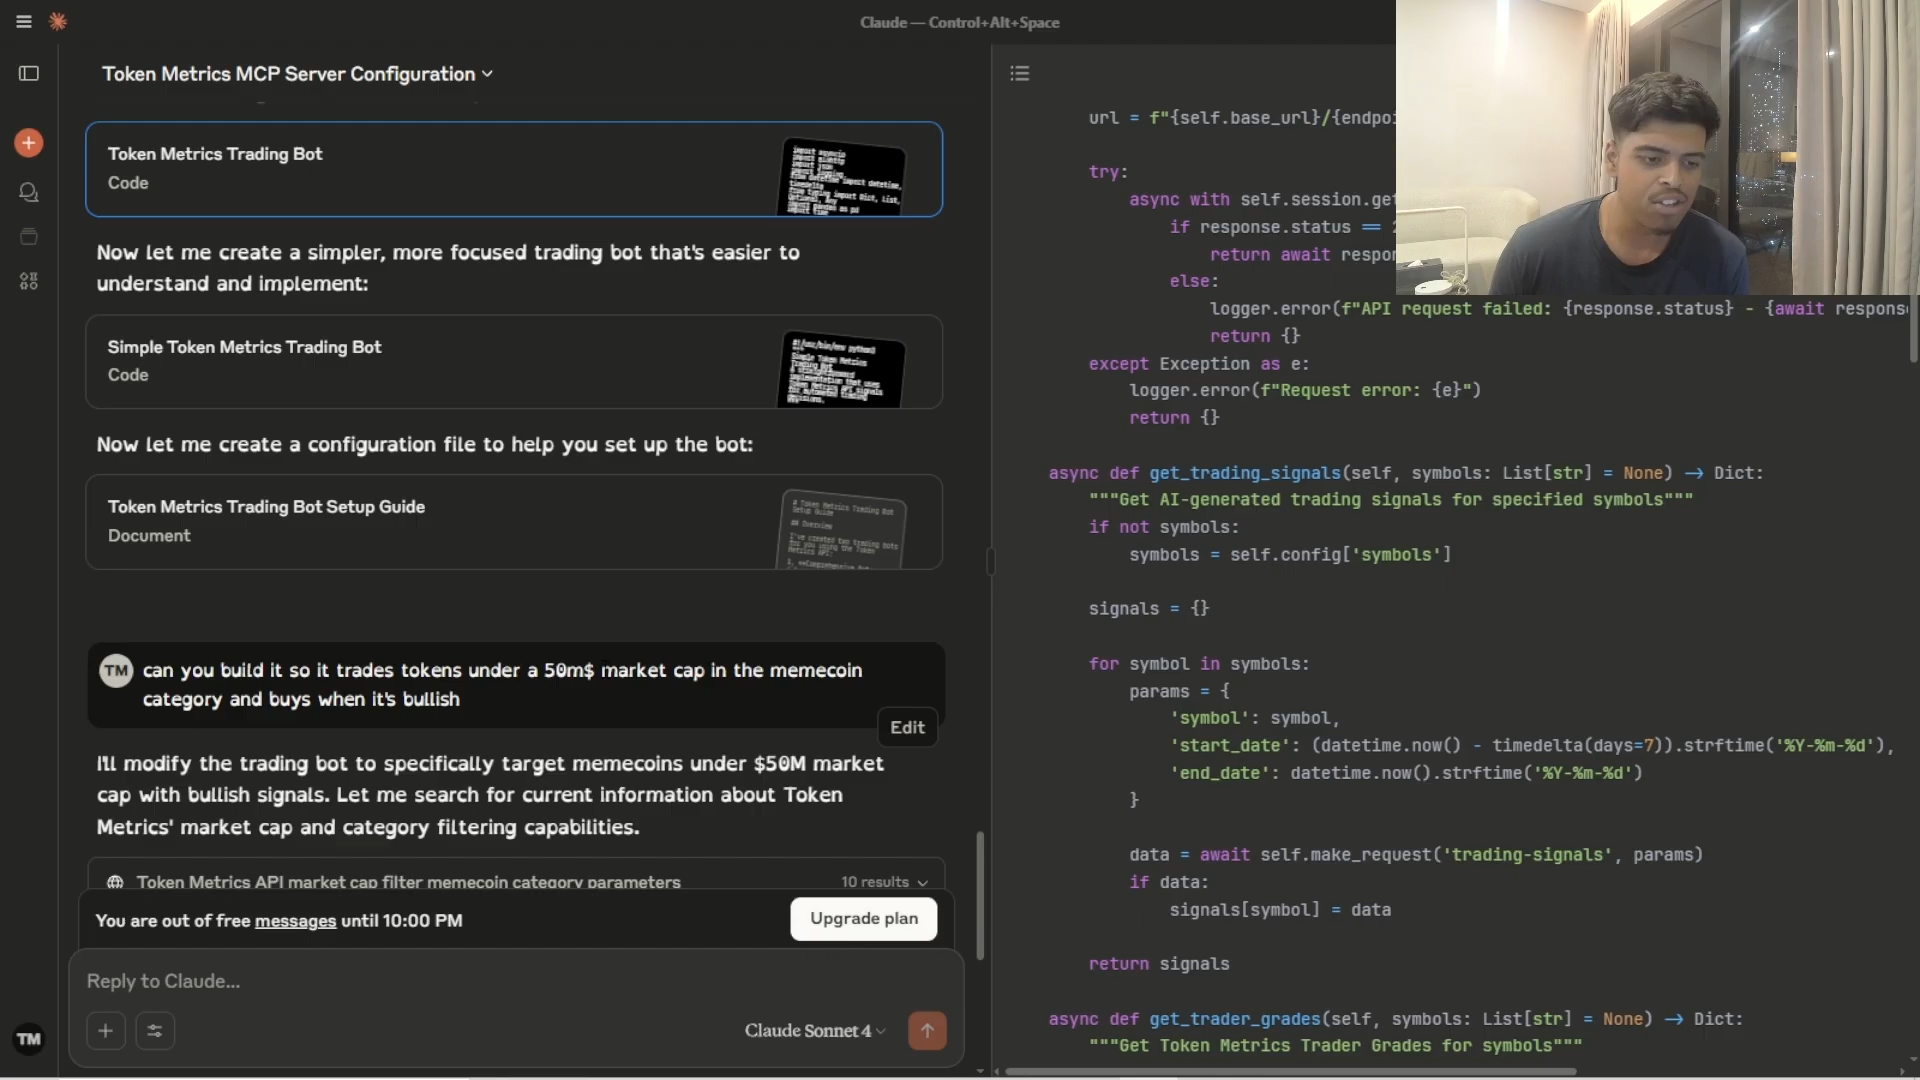 Claude — Control+Alt+Space
Token Metrics MCP Server Configuration
Token Metrics Trading Bot
Code
Now let me create a simpler, more focused trading bot that's easier to
understand and implement:
Simple Token Metrics Trading Bot
Code
Now let me create a configuration file to help you set up the bot:
Token Metrics Trading Bot Setup Guide
Document
TM
can you build it so it trades tokens under a 50m$ market cap in the memecoin
category and buys when it's bullish
Edit
I'll modify the trading bot to specifically target memecoins under $50M market
cap with bullish signals. Let me search for current information about Token
Metrics' market cap and category filtering capabilities.
Token Metrics API market cap filter memecoin category parameters
10 results
You are out of free messages until 10:00 PM
Upgrade plan
Reply to Claude...
Claude Sonnet 4
TM
url = f"{self.base_url}/{endpoi
try:
async with self.session.get
if response.status ==
return await respon
else:
logger.error(f"API request failed: {response.status} - {await respons
return {}
except Exception as e:
logger.error(f"Request error: {e}")
return {}
async def get_trading_signals(self, symbols: List[str] = None) → Dict:
"""Get AI-generated trading signals for specified symbols"""
if not symbols:
symbols = self.config['symbols']
signals = {}
for symbol in symbols:
params = {
'symbol': symbol,
'start_date': (datetime.now() - timedelta(days=7)).strftime('%Y-%m-%d'),
'end_date': datetime.now().strftime('%Y-%m-%d')
}
data = await self.make_request('trading-signals', params)
if data:
signals[symbol] = data
return signals
async def get_trader_grades(self, symbols: List[str] = None) → Dict:
"""Get Token Metrics Trader Grades for symbols"""